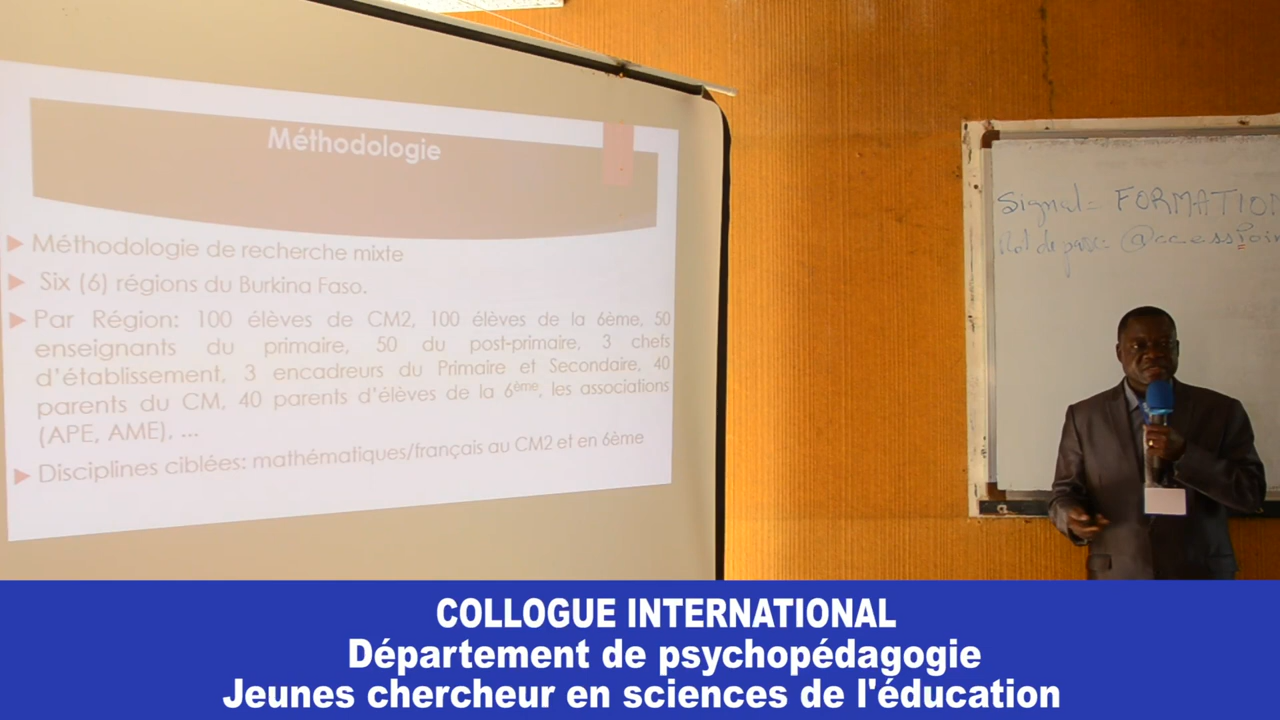 Méthodologie
Méthodologie de recherche mixte
Six (6) régions du Burkina Faso.
Par Région: 100 élèves de CM2, 100 élèves de la 6ème, 50
enseignants du primaire, 50 du post-primaire, 3 chefs
d'établissement, 3 encadreurs du Primaire et Secondaire, 40
parents du CM, 40 parents d'élèves de la 6ème, les associations
(APE, AME), ...
Disciplines ciblées: mathématiques/français au CM2 et en 6ème
Signal = FORMATION
de passe: @ccessPoin
COLLOGUE INTERNATIONAL
Département de psychopédagogie
Jeunes chercheur en sciences de l'éducation